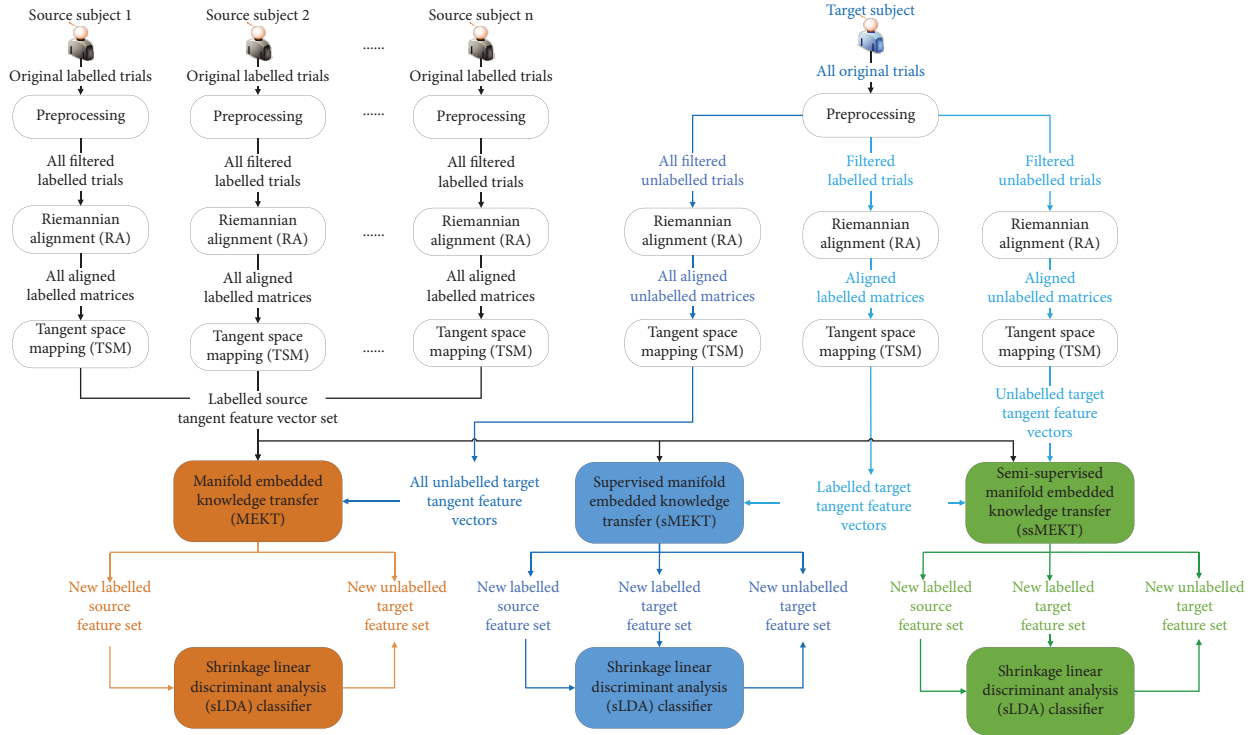 Source subject 1
Source subject 2
......
Source subject n
Target subject
Original labelled trials
Original labelled trials
Original labelled trials
All original trials
Preprocessing
Preprocessing
......
Preprocessing
Preprocessing
All filtered
labelled trials
All filtered
labelled trials
All filtered
labelled trials
All filtered
unlabelled trials
Filtered
labelled trials
Filtered
unlabelled trials
Riemannian
alignment (RA)
Riemannian
alignment (RA)
......
Riemannian
alignment (RA)
Riemannian
alignment (RA)
Riemannian
alignment (RA)
Riemannian
alignment (RA)
All aligned
labelled matrices
All aligned
labelled matrices
All aligned
labelled matrices
All aligned
unlabelled matrices
Aligned
labelled matrices
Aligned
unlabelled matrices
Tangent space
mapping (TSM)
Tangent space
mapping (TSM)
......
Tangent space
mapping (TSM)
Tangent space
mapping (TSM)
Tangent space
mapping (TSM)
Tangent space
mapping (TSM)
Labelled source
tangent feature vector set
Unlabelled target
tangent feature
vectors
Manifold embedded
knowledge transfer
(MEKT)
All unlabelled target
tangent feature
vectors
Supervised manifold
embedded knowledge
transfer (sMEKT)
Labelled target
tangent feature
vectors
Semi-supervised
manifold embedded
knowledge transfer
(ssMEKT)
New labelled
source
feature set
New unlabelled
target
feature set
New labelled
source
feature set
New labelled
target
feature set
New unlabelled
target
feature set
New labelled
source
feature set
New labelled
target
feature set
New unlabelled
target
feature set
Shrinkage linear
discriminant analysis
(sLDA) classifier
Shrinkage linear
discriminant analysis
(sLDA) classifier
Shrinkage linear
discriminant analysis
(sLDA) classifier